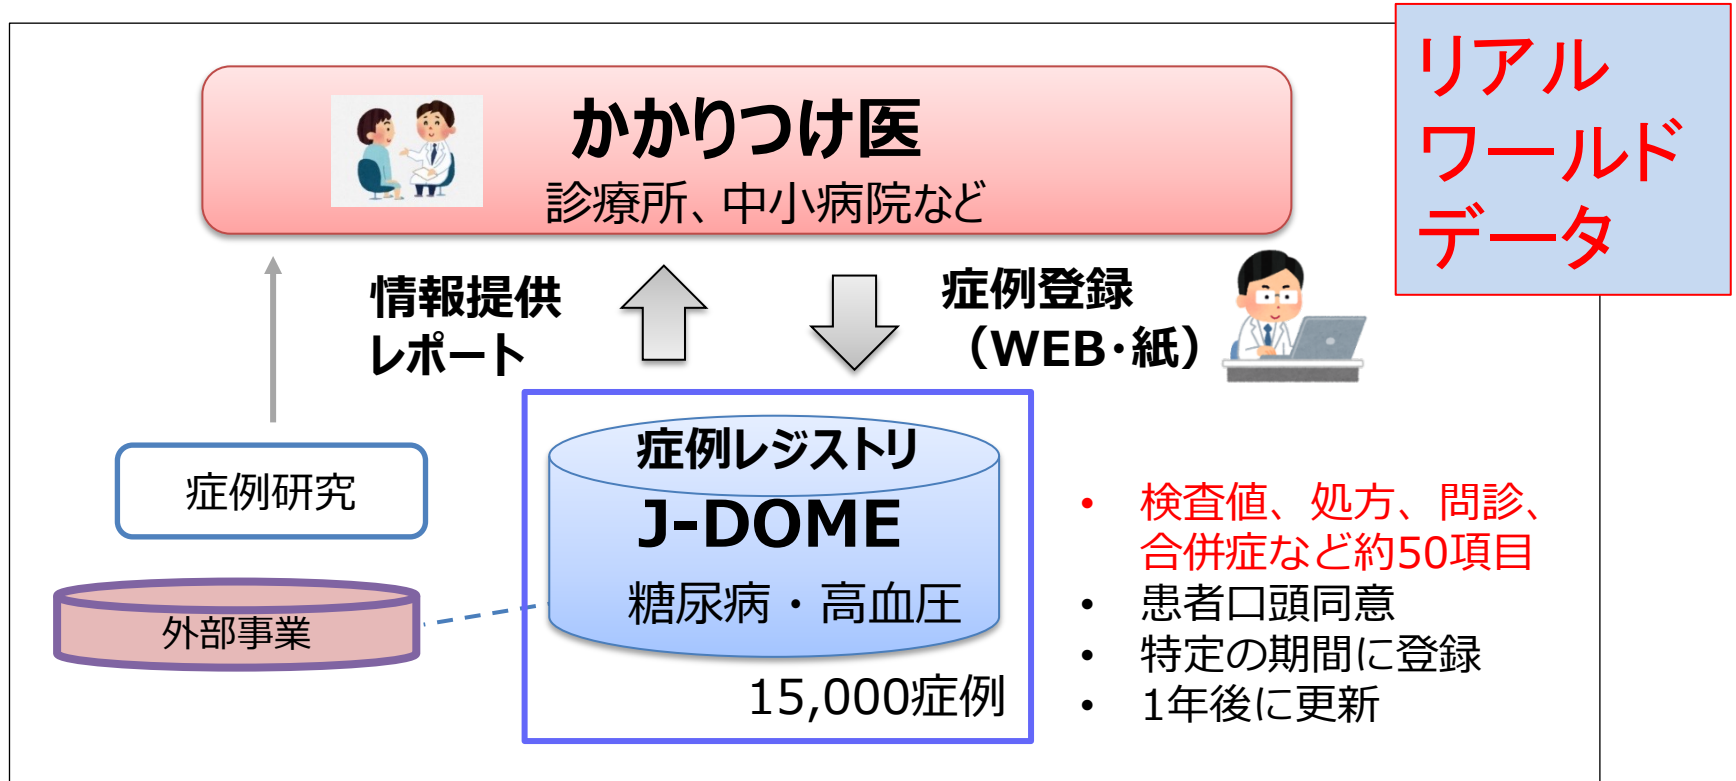 リアル
ワールド
データ
かかりつけ医
診療所、中小病院など
情報提供
レポート
症例登録
（WEB・紙）
症例レジストリ
J-DOME
糖尿病・高血圧
15,000症例
症例研究
外部事業
• 検査値、処方、問診、
合併症など約50項目
• 患者口頭同意
• 特定の期間に登録
• 1年後に更新